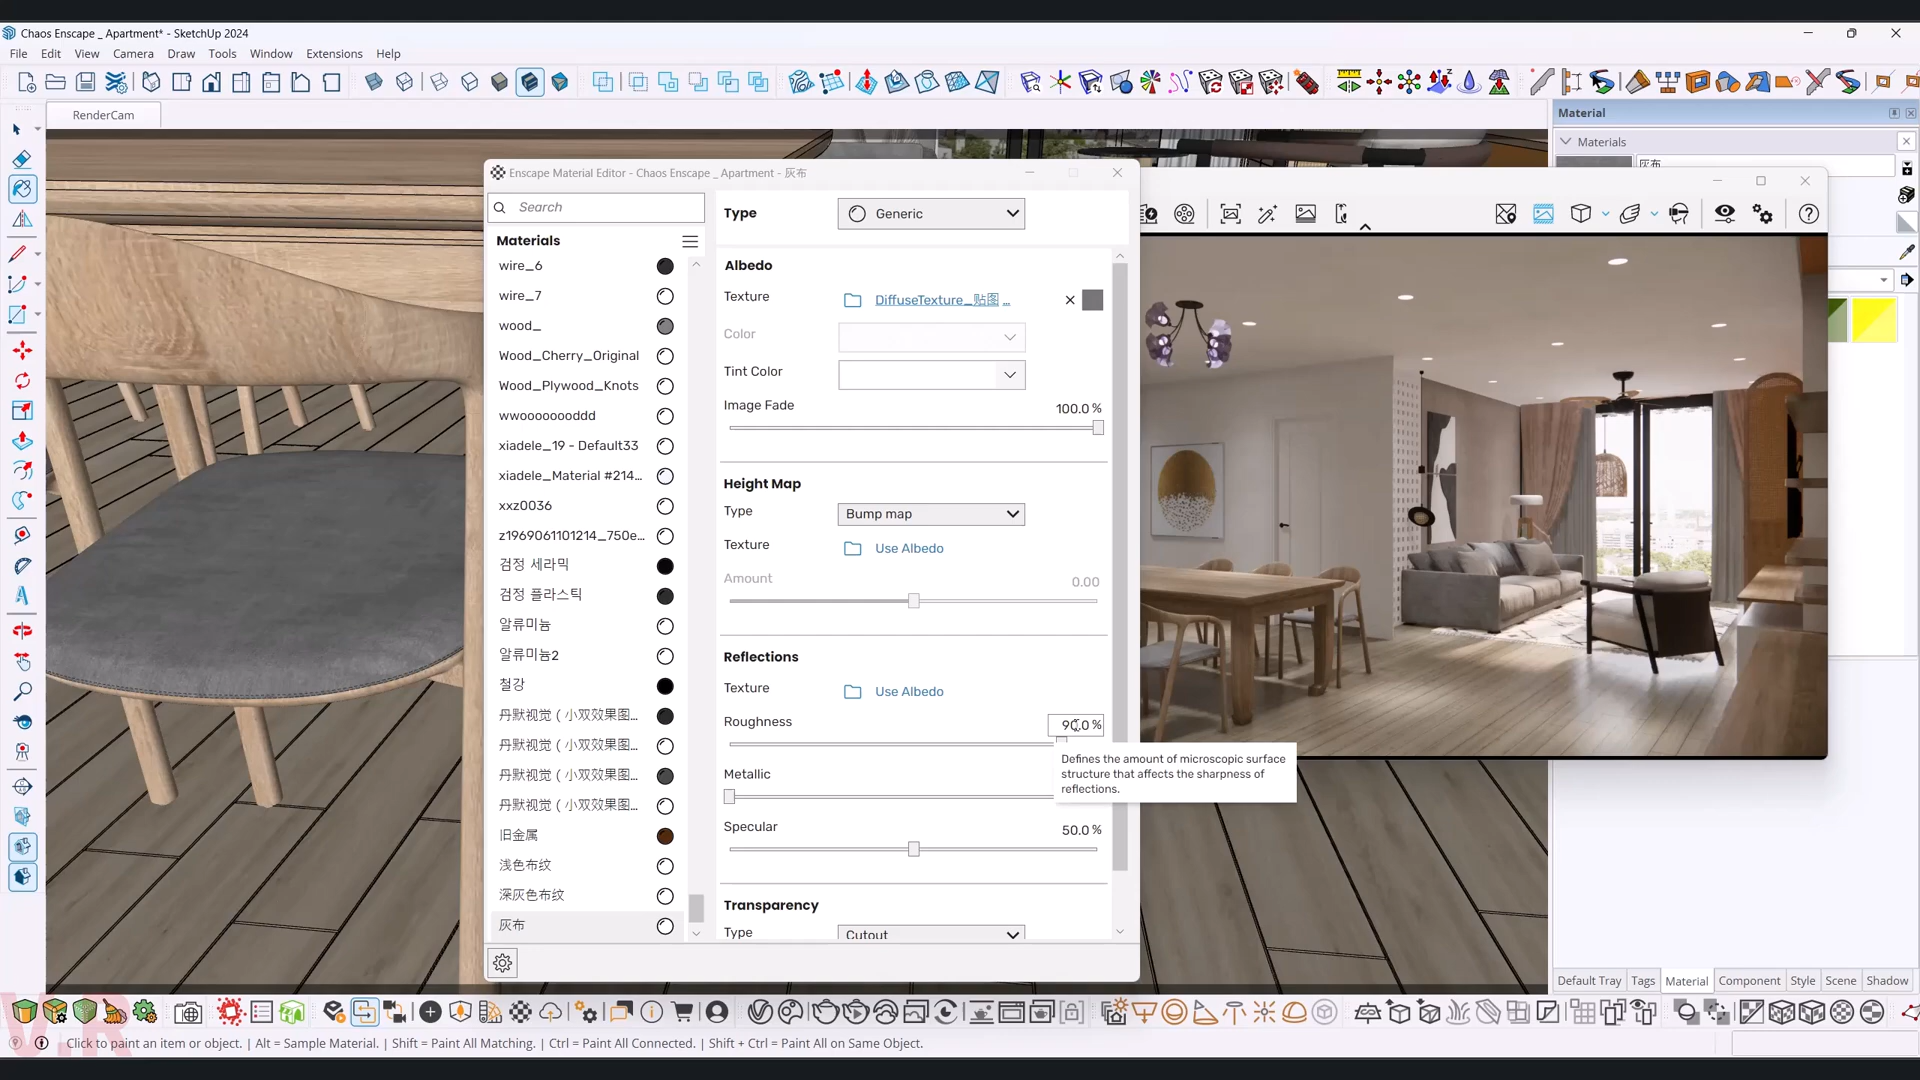 Chaos Enscape _ Apartment* - SketchUp 2024
File Edit View Camera Draw Tools Window Extensions Help
RenderCam
Material
Materials
灰布
Enscape Material Editor - Chaos Enscape _ Apartment - 灰布
Search
Materials
wire_6
wire_7
wood_
Wood_Cherry_Original
Wood_Plywood_Knots
wwoooooooddd
xiadele_19 - Default33
xiadele_Material #214...
xxz0036
z1969061101214_750e...
검정 세라믹
검정 플라스틱
알류미늄
알류미늄2
철강
丹默视觉 ( 小双效果图...
丹默视觉 ( 小双效果图...
丹默视觉 ( 小双效果图...
丹默视觉 ( 小双效果图...
旧金属
浅色布纹
深灰色布纹
灰布
Type Generic
Albedo
Texture DiffuseTexture_贴图 ...
Color
Tint Color
Image Fade 100.0 %
Height Map
Type Bump map
Texture Use Albedo
Amount 0.00
Reflections
Texture Use Albedo
Roughness 90.0 %
Defines the amount of microscopic surface
structure that affects the sharpness of
reflections.
Metallic
Specular 50.0 %
Transparency
Type Cutout
Default Tray Tags Material Component Style Scene Shadow
Click to paint an item or object. | Alt = Sample Material. | Shift = Paint All Matching. | Ctrl = Paint All Connected. | Shift + Ctrl = Paint All on Same Object.